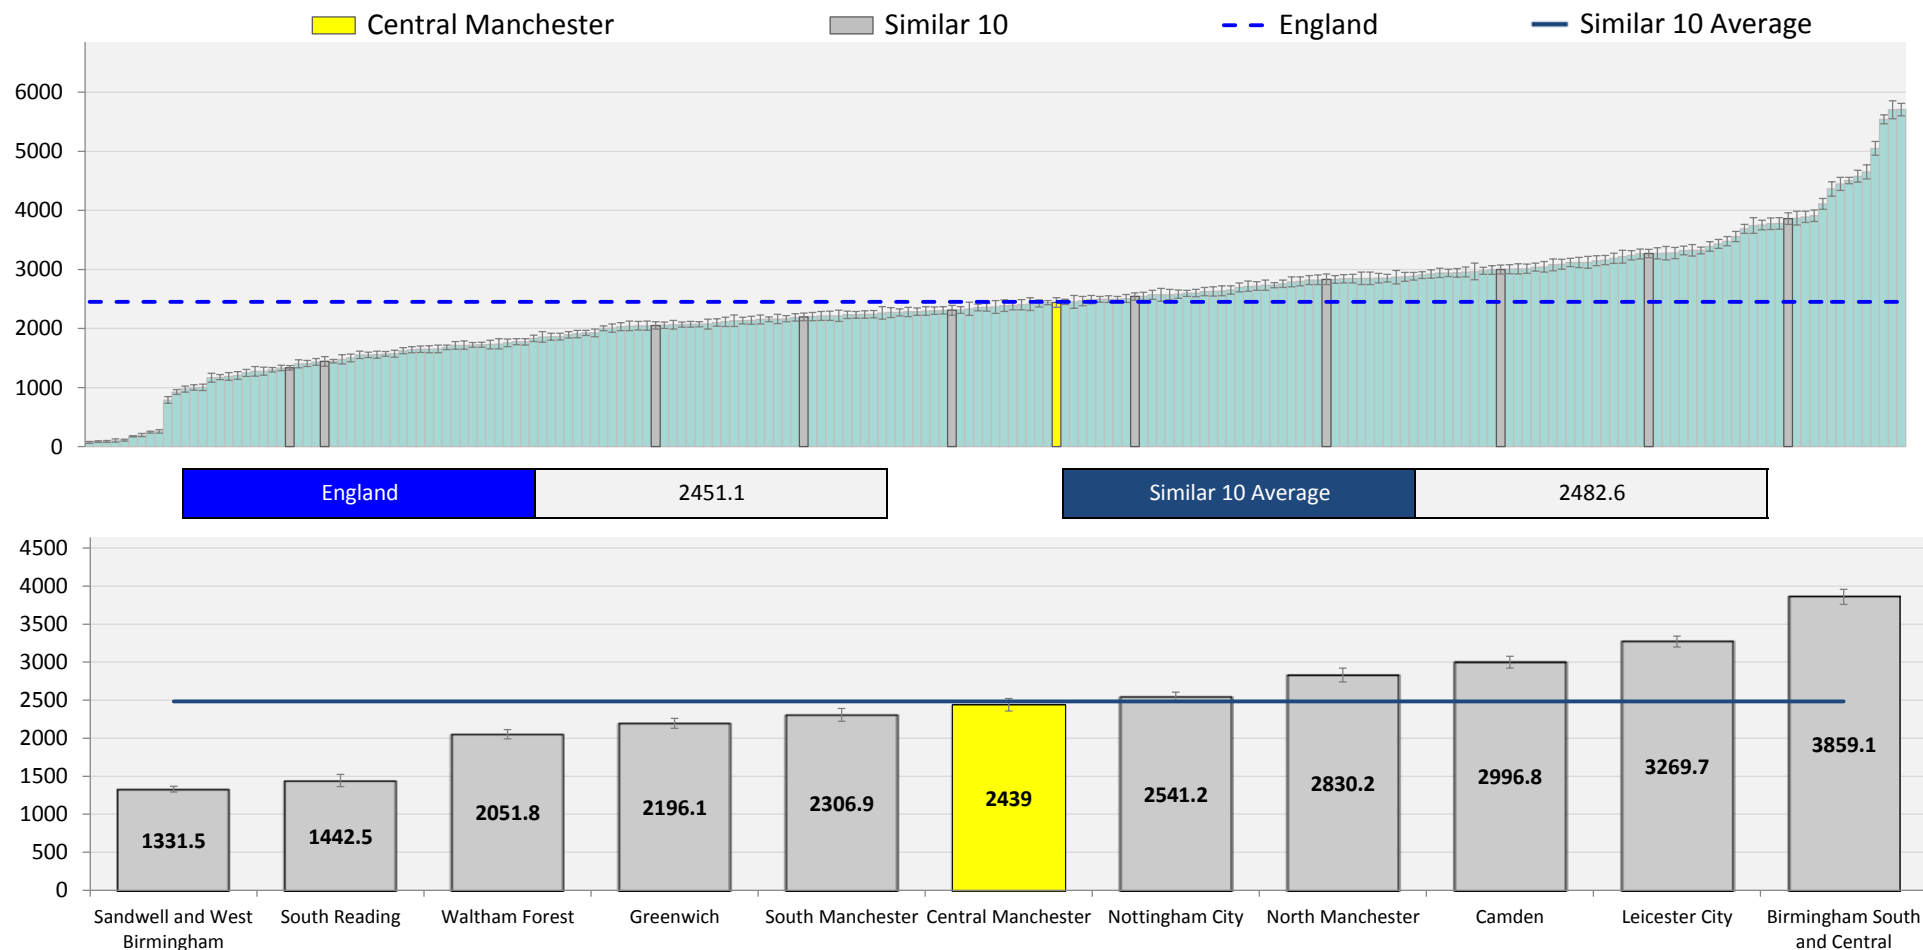 Central Manchester
Similar 10
England
Similar 10 Average
6000
5000
4000
3000
2000
1000
0
England
2451.1
Similar 10 Average
2482.6
4500
4000
3500
3000
2500
2000
1500
1000
500
0
1331.5
1442.5
2051.8
2196.1
2306.9
2439
2541.2
2830.2
2996.8
3269.7
3859.1
Sandwell and West
Birmingham
South Reading
Waltham Forest
Greenwich
South Manchester
Central Manchester
Nottingham City
North Manchester
Camden
Leicester City
Birmingham South
and Central